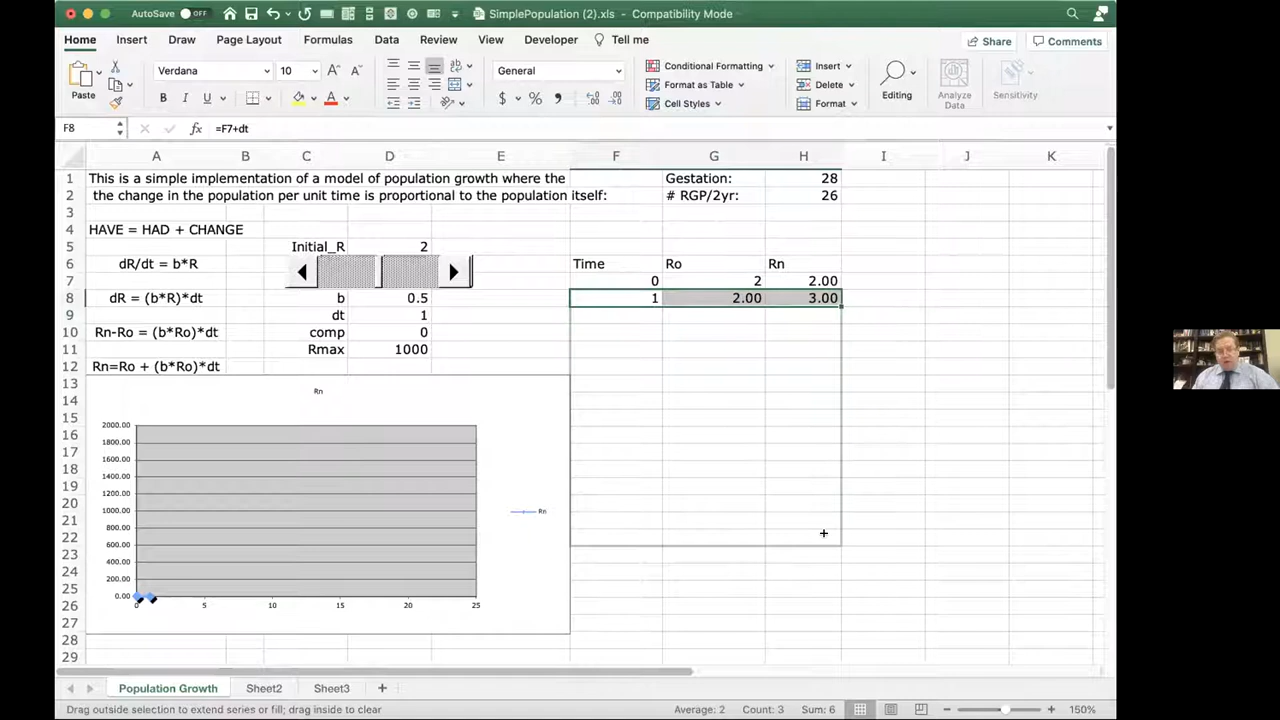 AutoSave OFF SimplePopulation (2).xls — Compatibility Mode
Home Insert Draw Page Layout Formulas Data Review View Developer Tell me Share Comments
Verdana 10 General Conditional Formatting Insert
Format as Table Delete
Paste B I U $ % Cell Styles Format Editing Analyze Data Sensitivity
F8 fx =F7+dt
A B C D E F G H I J K
1 This is a simple implementation of a model of population growth where the Gestation: 28
2 the change in the population per unit time is proportional to the population itself: # RGP/2yr: 26
3
4 HAVE = HAD + CHANGE
5 Initial_R 2
6 dR/dt = b*R Time Ro Rn
7 0 2 2.00
8 dR = (b*R)*dt b 0.5 1 2.00 3.00
9 dt 1
10 Rn-Ro = (b*Ro)*dt comp 0
11 Rmax 1000
12 Rn=Ro + (b*Ro)*dt
13
14
15
16
17
18
19
20
21
22
23
24
25
26
27
28
29
Rn
2000.00
1800.00
1600.00
1400.00
1200.00
1000.00
800.00
600.00
400.00
200.00
0.00
0 5 10 15 20 25
Rn
Population Growth Sheet2 Sheet3 +
Drag outside selection to extend series or fill; drag inside to clear Average: 2 Count: 3 Sum: 6 150%